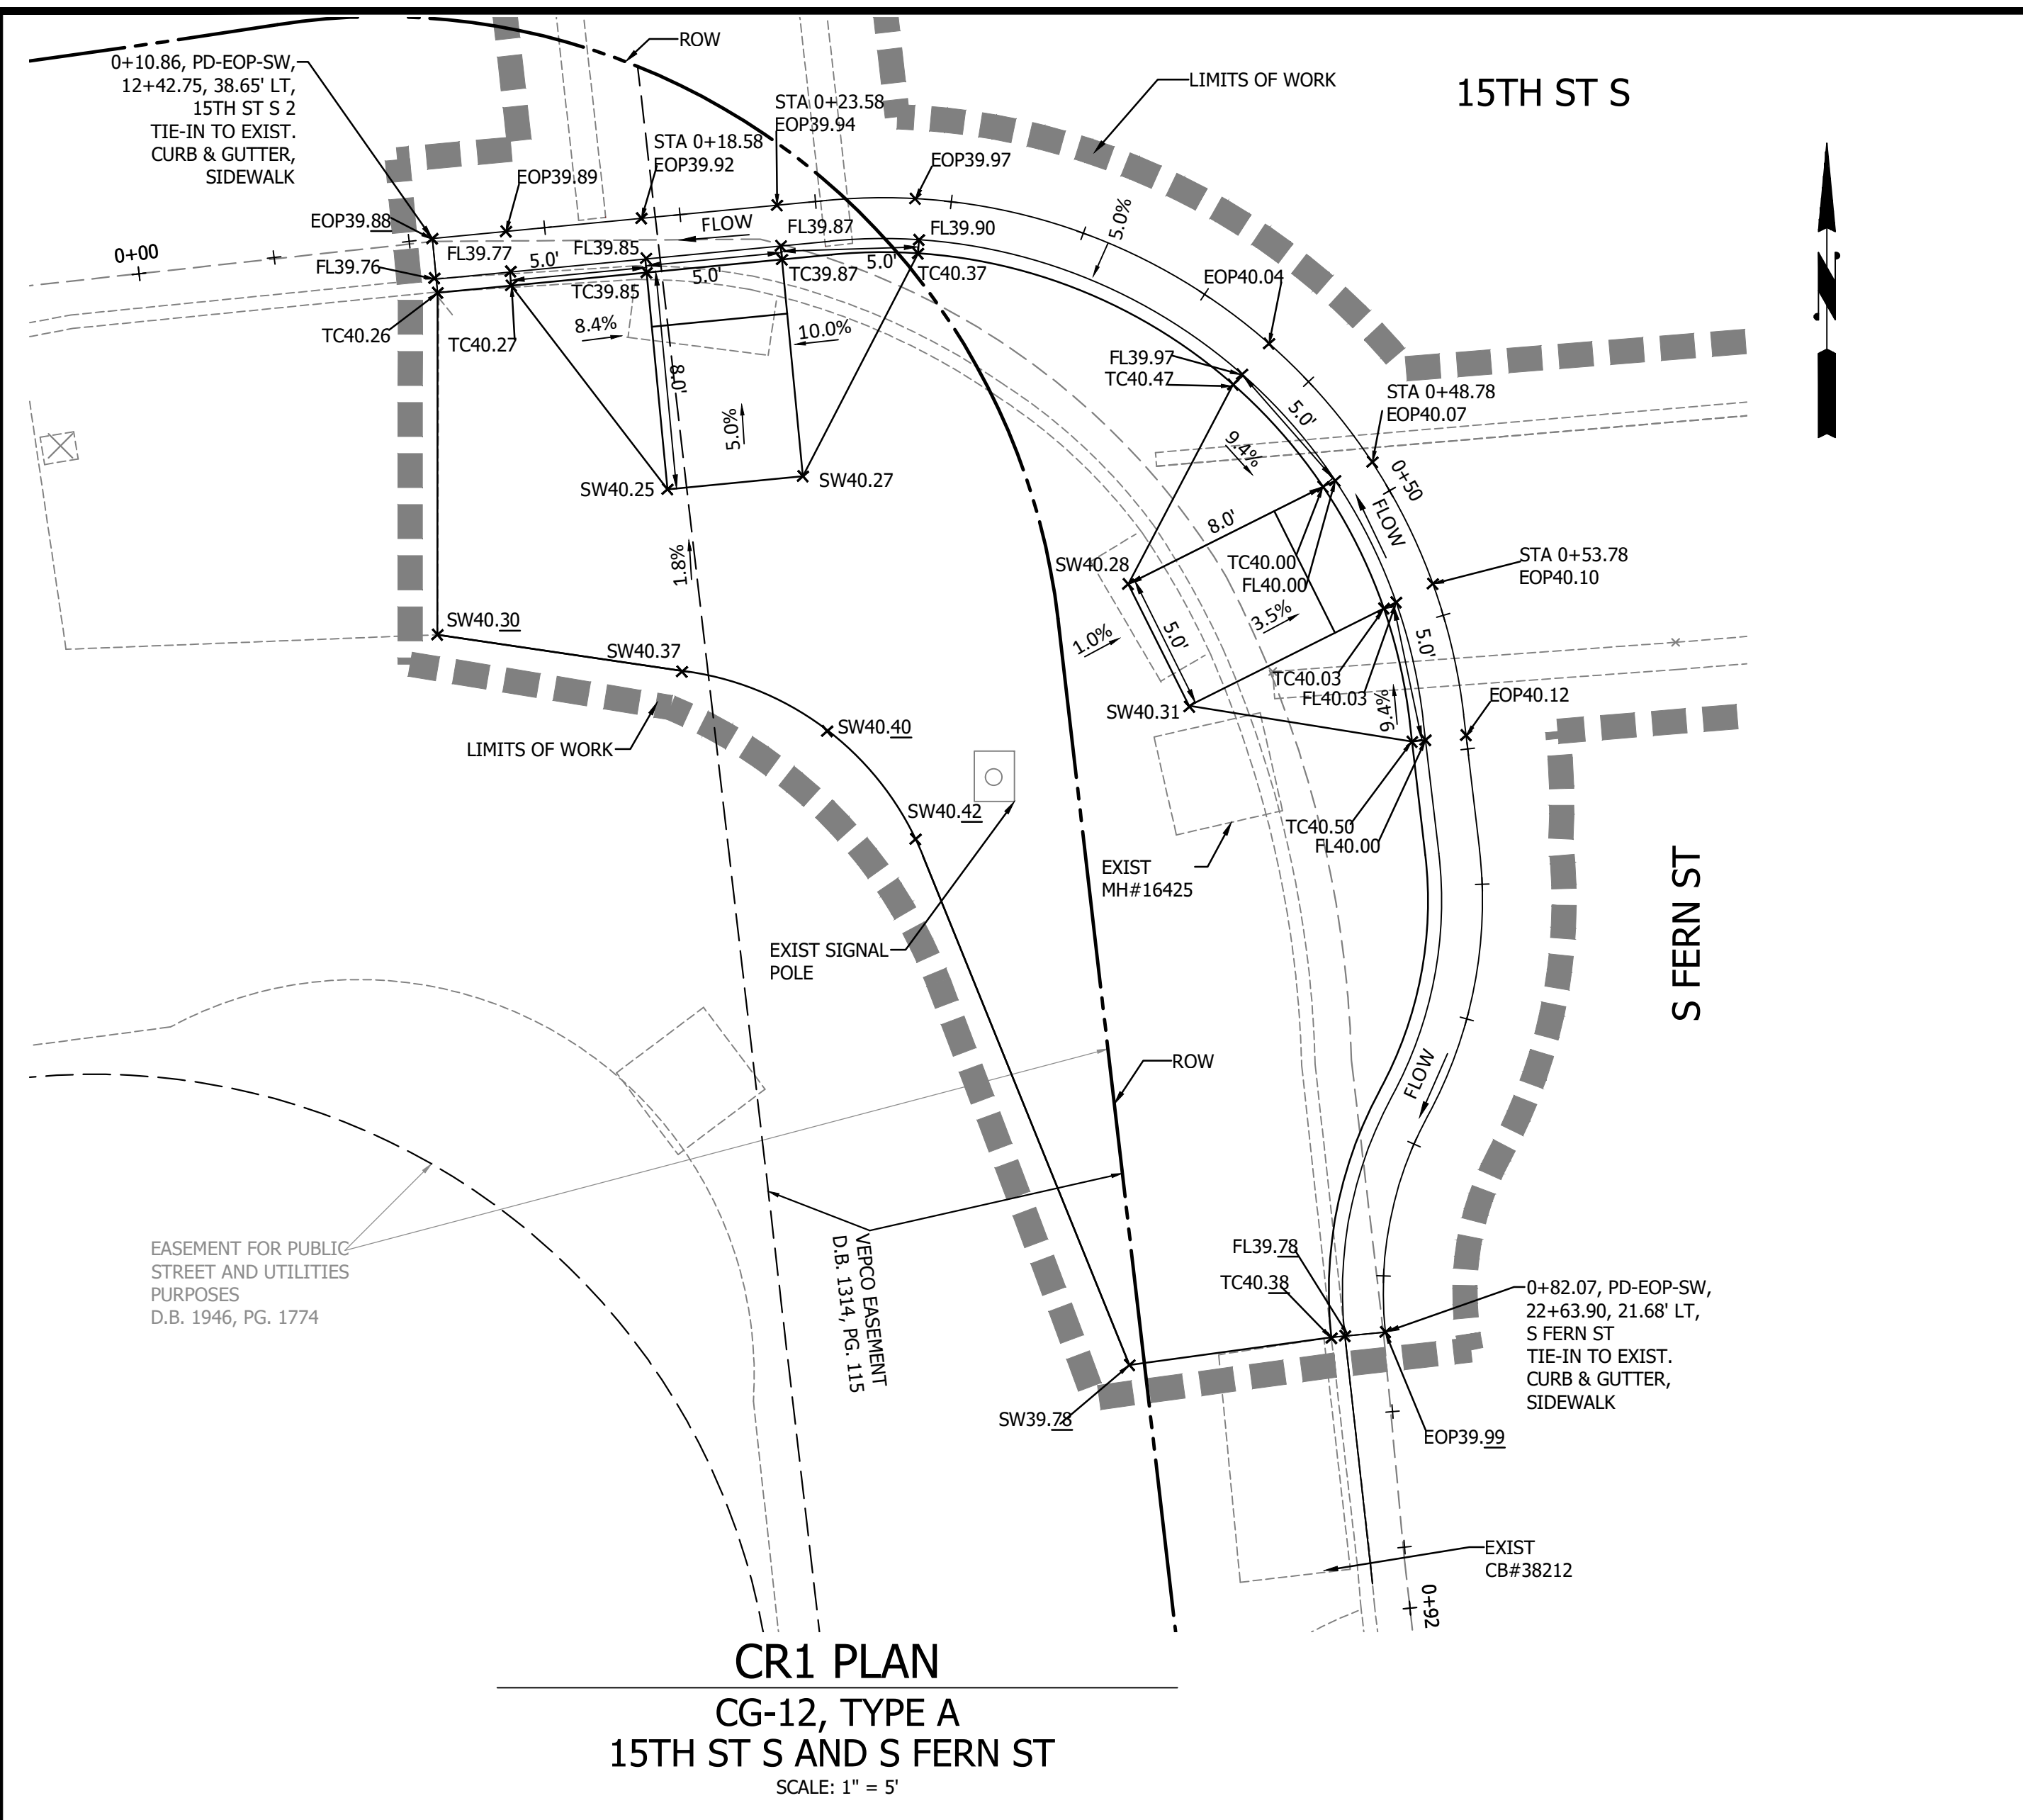 ROW
0+10.86, PD-EOP-SW,
12+42.75, 38.65' LT,
15TH ST S 2
TIE-IN TO EXIST.
CURB & GUTTER,
SIDEWALK
LIMITS OF WORK
15TH ST S
STA 0+23.58
EOP39.94
STA 0+18.58
EOP39.92
EOP39.97
EOP39.89
EOP39.88
FLOW
FL39.87
FL39.90
5.0%
0+00
FL39.77
FL39.85
FL39.76
5.0'
5.0'
5.0'
TC39.85
TC39.87
TC40.37
EOP40.04
TC40.26
TC40.27
8.4%
10.0%
8.0'
5.0%
FL39.97
TC40.47
STA 0+48.78
EOP40.07
5.0'
9.4%
0+50
FLOW
SW40.25
SW40.27
8.0'
1.8%
SW40.28
TC40.00
FL40.00
STA 0+53.78
EOP40.10
SW40.30
SW40.37
1.0%
5.0'
3.5%
5.0'
TC40.03
FL40.03
9.4%
EOP40.12
SW40.31
SW40.40
LIMITS OF WORK
SW40.42
TC40.50
FL40.00
EXIST
MH#16425
S FERN ST
EXIST SIGNAL
POLE
ROW
FLOW
EASEMENT FOR PUBLIC
STREET AND UTILITIES
PURPOSES
D.B. 1946, PG. 1774
VEPCO EASEMENT
D.B. 1314, PG. 115
FL39.78
TC40.38
0+82.07, PD-EOP-SW,
22+63.90, 21.68' LT,
S FERN ST
TIE-IN TO EXIST.
CURB & GUTTER,
SIDEWALK
SW39.78
EOP39.99
EXIST
CB#38212
0+92
CR1 PLAN
CG-12, TYPE A
15TH ST S AND S FERN ST
SCALE: 1" = 5'
N